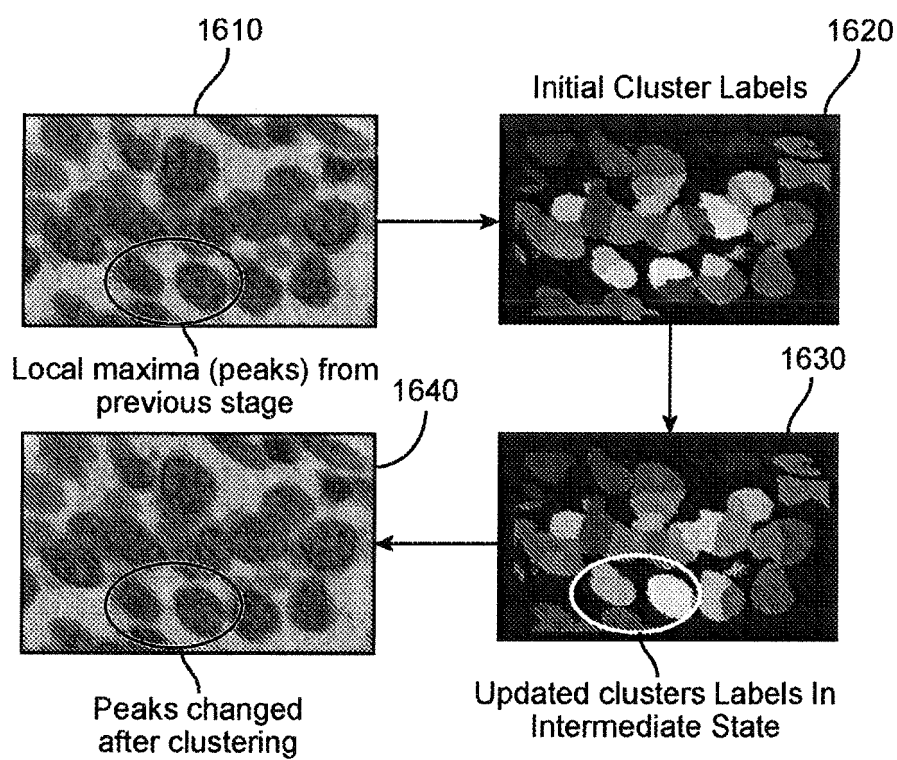 1610
1620
Initial Cluster Labels
Local maxima (peaks) from
previous stage
1640
1630
Peaks changed
after clustering
Updated clusters Labels In
Intermediate State